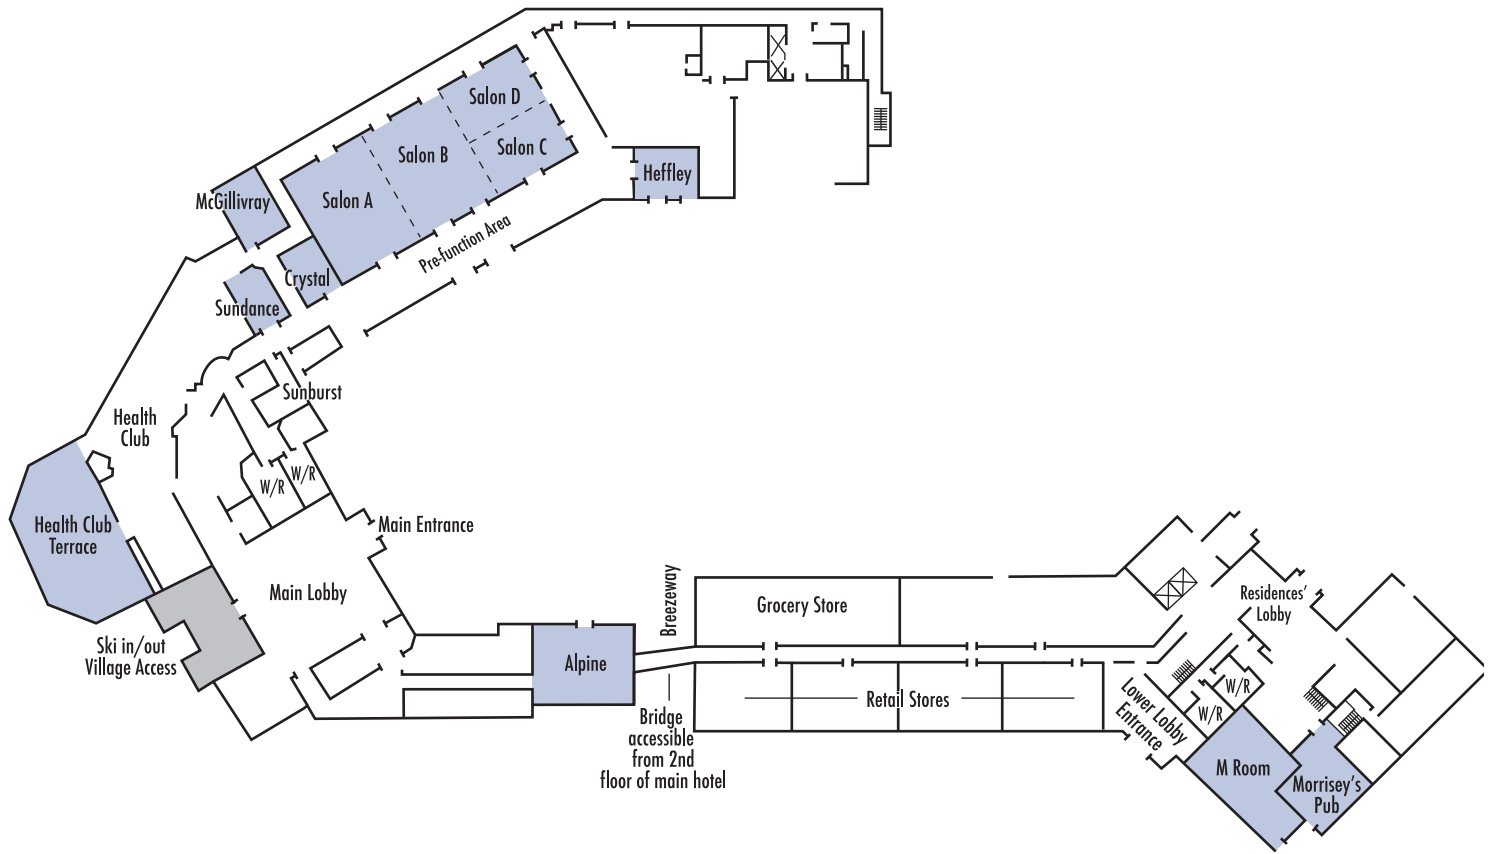 Salon D
Salon B
Salon C
Heffley
McGillivray
Salon A
Pre-function Area
Crystal
Sundance
Sunburst
Health
Club
W/R
W/R
Health Club
Terrace
Main Entrance
Main Lobby
Ski in/out
Village Access
Breezeway
Grocery Store
Residences'
Lobby
Alpine
Retail Stores
Bridge
accessible
from 2nd
floor of main hotel
Lower Lobby
Entrance
W/R
W/R
M Room
Morrisey's
Pub